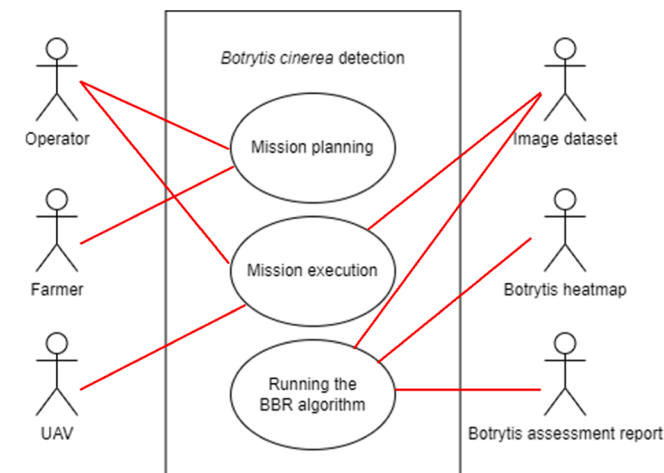 Botrytis cinerea detection
Operator
Mission planning
Image dataset
Farmer
Mission execution
Botrytis heatmap
UAV
Running the
BBR algorithm
Botrytis assessment report